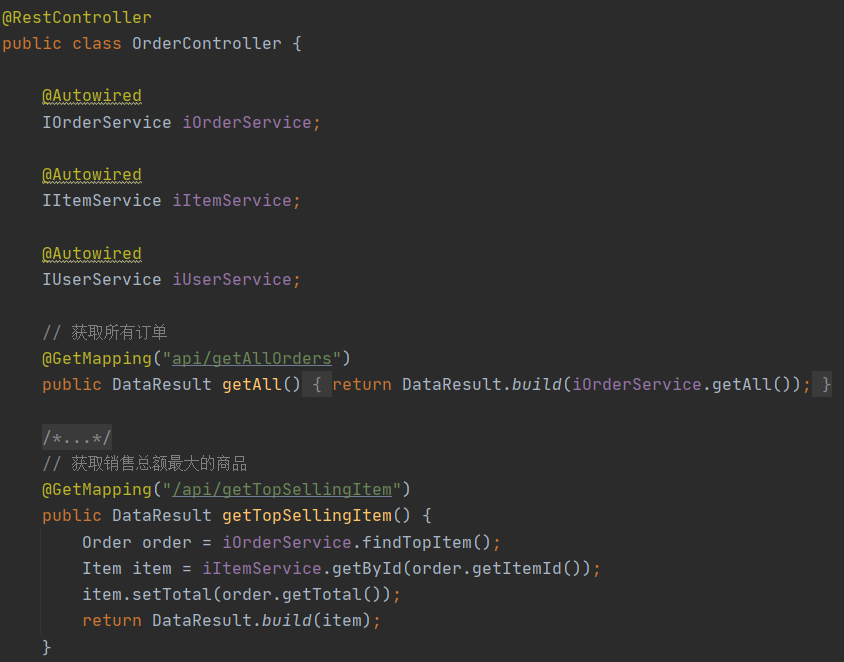 @RestController
public class OrderController {
@Autowired
IOrderService iOrderService;
@Autowired
IItemService iItemService;
@Autowired
IUserService iUserService;
// 获取所有订单
@GetMapping("api/getAllOrders")
public DataResult getAll() { return DataResult.build(iOrderService.getAll()); }
/*...*/
// 获取销售总额最大的商品
@GetMapping("/api/getTopSellingItem")
public DataResult getTopSellingItem() {
Order order = iOrderService.findTopItem();
Item item = iItemService.getById(order.getItemId());
item.setTotal(order.getTotal());
return DataResult.build(item);
}